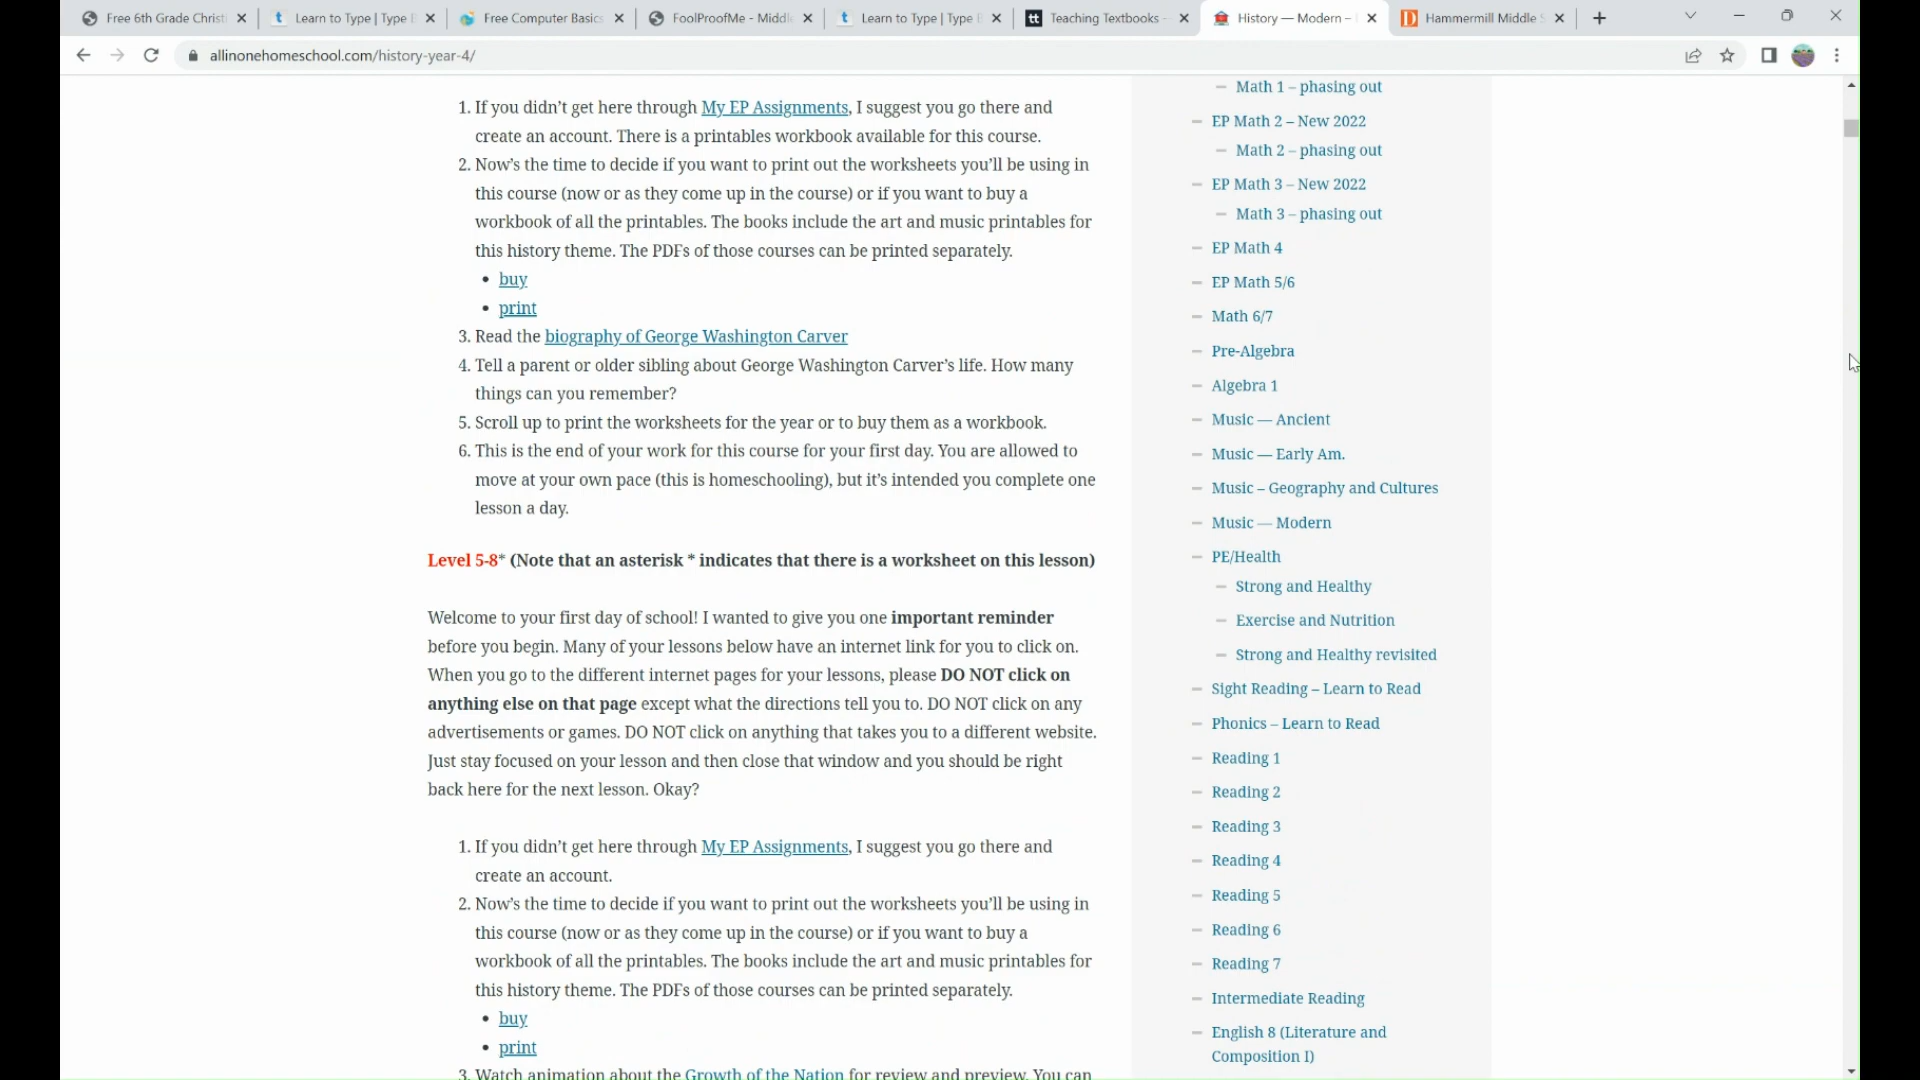 Free 6th Grade Christi
Learn to Type | Type E
Free Computer Basics
FoolProofMe - Middle
Learn to Type | Type E
Teaching Textbooks
History — Modern –
Hammermill Middle S
allinonehomeschool.com/history-year-4/
1. If you didn’t get here through My EP Assignments, I suggest you go there and
create an account. There is a printables workbook available for this course.
2. Now’s the time to decide if you want to print out the worksheets you’ll be using in
this course (now or as they come up in the course) or if you want to buy a
workbook of all the printables. The books include the art and music printables for
this history theme. The PDFs of those courses can be printed separately.
• buy
• print
3. Read the biography of George Washington Carver
4. Tell a parent or older sibling about George Washington Carver’s life. How many
things can you remember?
5. Scroll up to print the worksheets for the year or to buy them as a workbook.
6. This is the end of your work for this course for your first day. You are allowed to
move at your own pace (this is homeschooling), but it’s intended you complete one
lesson a day.
Level 5-8* (Note that an asterisk * indicates that there is a worksheet on this lesson)
Welcome to your first day of school! I wanted to give you one important reminder
before you begin. Many of your lessons below have an internet link for you to click on.
When you go to the different internet pages for your lessons, please DO NOT click on
anything else on that page except what the directions tell you to. DO NOT click on any
advertisements or games. DO NOT click on anything that takes you to a different website.
Just stay focused on your lesson and then close that window and you should be right
back here for the next lesson. Okay?
1. If you didn’t get here through My EP Assignments, I suggest you go there and
create an account.
2. Now’s the time to decide if you want to print out the worksheets you’ll be using in
this course (now or as they come up in the course) or if you want to buy a
workbook of all the printables. The books include the art and music printables for
this history theme. The PDFs of those courses can be printed separately.
• buy
• print
3. Watch animation about the Growth of the Nation for review and preview. You can
– Math 1 – phasing out
– EP Math 2 – New 2022
– Math 2 – phasing out
– EP Math 3 – New 2022
– Math 3 – phasing out
– EP Math 4
– EP Math 5/6
– Math 6/7
– Pre-Algebra
– Algebra 1
– Music — Ancient
– Music — Early Am.
– Music – Geography and Cultures
– Music — Modern
– PE/Health
– Strong and Healthy
– Exercise and Nutrition
– Strong and Healthy revisited
– Sight Reading – Learn to Read
– Phonics – Learn to Read
– Reading 1
– Reading 2
– Reading 3
– Reading 4
– Reading 5
– Reading 6
– Reading 7
– Intermediate Reading
– English 8 (Literature and
Composition I)